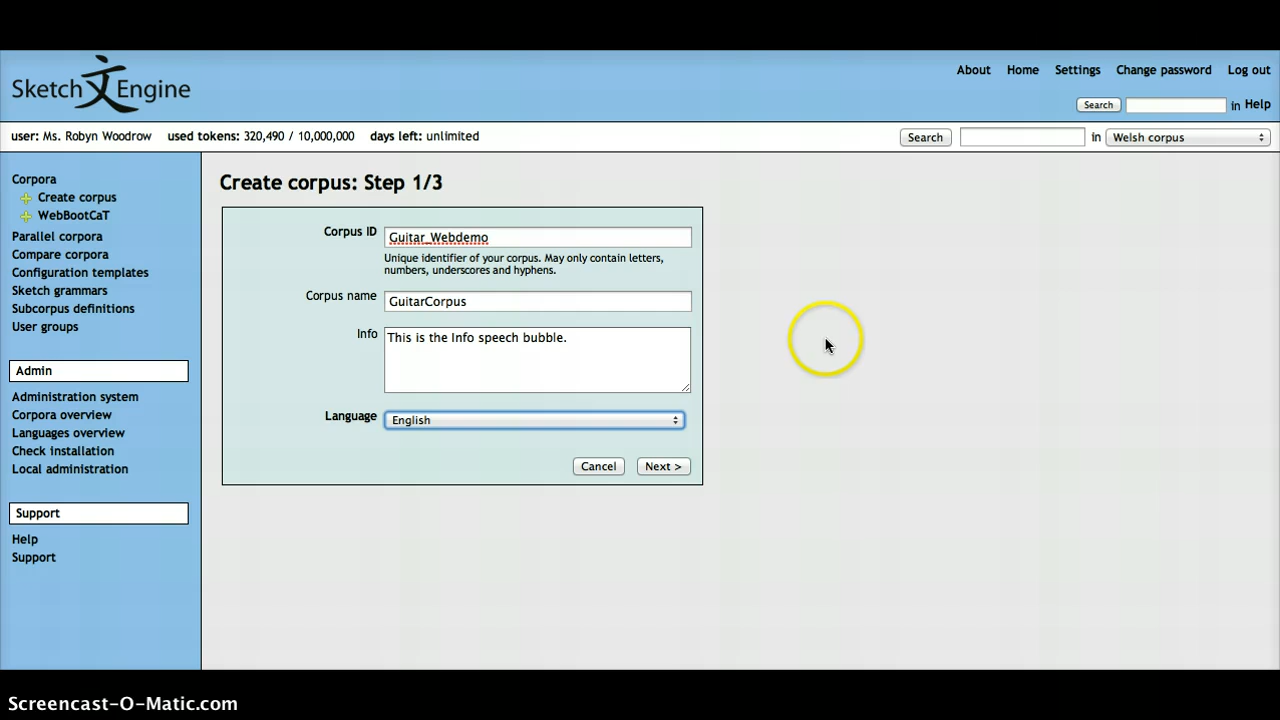 Sketch 文 Engine
About Home Settings Change password Log out
Search in Help
user: Ms. Robyn Woodrow used tokens: 320,490 / 10,000,000 days left: unlimited
Search in Welsh corpus
Corpora
Create corpus
WebBootCaT
Parallel corpora
Compare corpora
Configuration templates
Sketch grammars
Subcorpus definitions
User groups
Admin
Administration system
Corpora overview
Languages overview
Check installation
Local administration
Support
Help
Support
Create corpus: Step 1/3
Corpus ID Guitar_Webdemo
Unique identifier of your corpus. May only contain letters,
numbers, underscores and hyphens.
Corpus name GuitarCorpus
Info This is the Info speech bubble.
Language English
Cancel Next >
Screencast-O-Matic.com